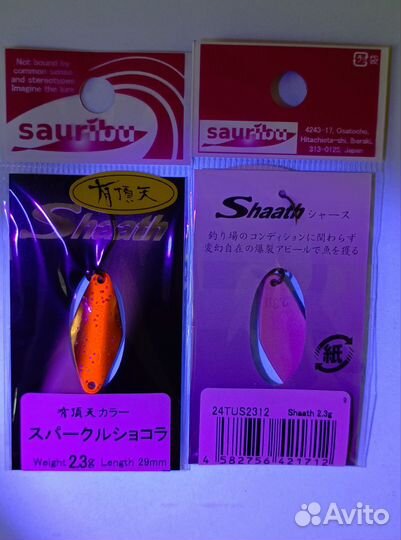 Not bound by
common sense
and stereotypes
Imagine the lure
sauribu
有頂天
Shaath
有頂天カラー
スパークルショコラ
Weight 2.3g Length 29mm
sauribu
4243-17, Osatocho,
Hitachiota-shi, Ibaraki,
313-0125, Japan
Shaath シャース
釣り場のコンディションに関わらず
変幻自在の爆裂アピールで魚を獲る
2.3g
紙
24TUS2312 Shaath 2.3g
4 582756 421712
Avito